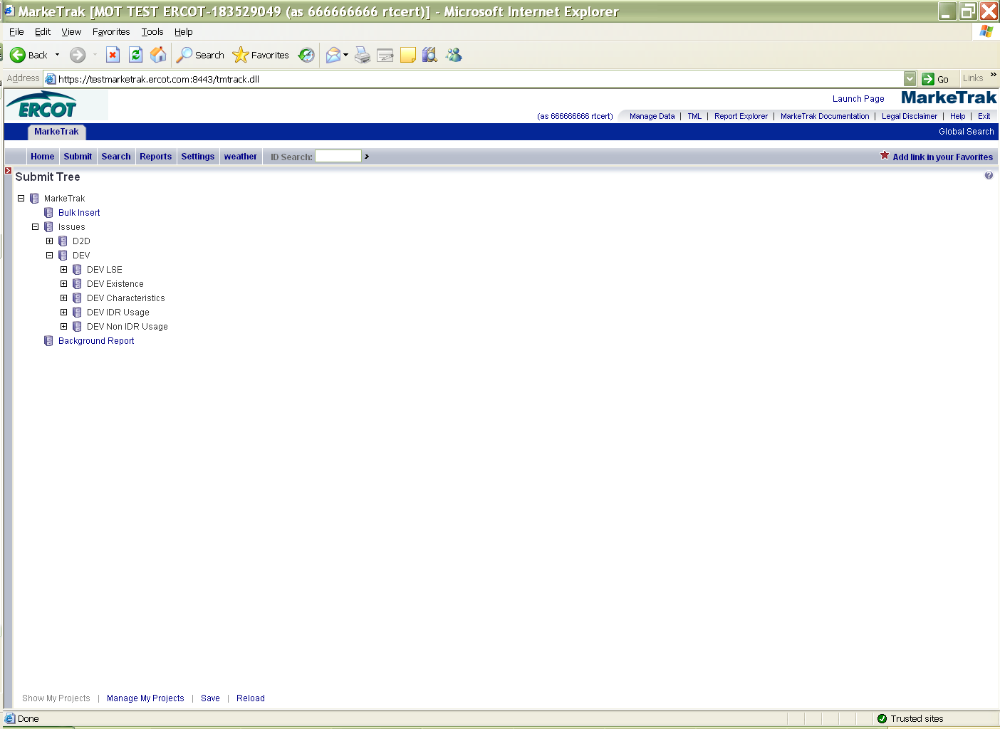 MarkeTrak [MOT TEST ERCOT-183529049 (as 666666666 rtcert)] - Microsoft Internet Explorer
File Edit View Favorites Tools Help
Back Search Favorites
Address https://testmarketrak.ercot.com:8443/tmtrack.dll Go Links »
ERCOT Launch Page MarkeTrak
(as 666666666 rtcert) Manage Data | TML | Report Explorer | MarkeTrak Documentation | Legal Disclaimer | Help | Exit
MarkeTrak Global Search
Home Submit Search Reports Settings weather ID Search: Add link in your Favorites
Submit Tree
MarkeTrak
Bulk Insert
Issues
D2D
DEV
DEV LSE
DEV Existence
DEV Characteristics
DEV IDR Usage
DEV Non IDR Usage
Background Report
Show My Projects | Manage My Projects | Save | Reload
Done Trusted sites